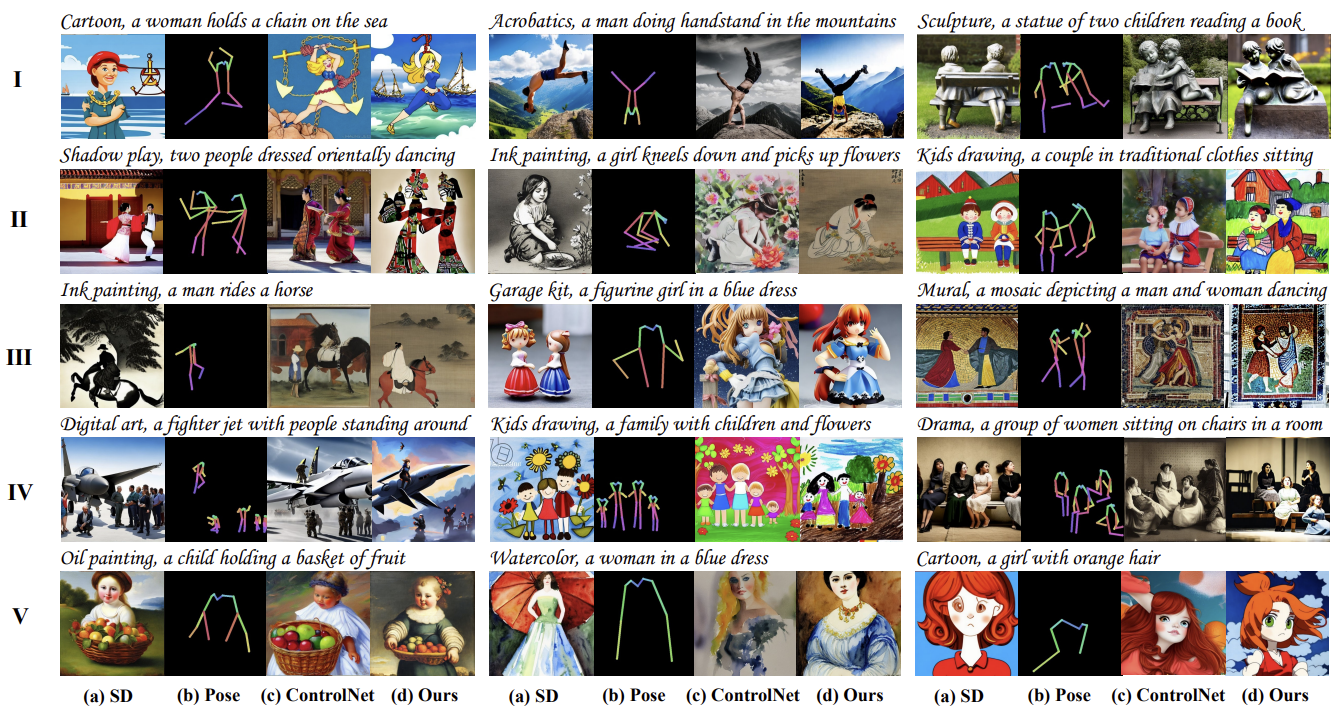 Cartoon, a woman holds a chain on the sea
Acrobatics, a man doing handstand in the mountains
Sculpture, a statue of two children reading a book
I
Shadow play, two people dressed orientally dancing
Ink painting, a girl kneels down and picks up flowers
Kids drawing, a couple in traditional clothes sitting
II
Ink painting, a man rides a horse
Garage kit, a figurine girl in a blue dress
Mural, a mosaic depicting a man and woman dancing
III
Digital art, a fighter jet with people standing around
Kids drawing, a family with children and flowers
Drama, a group of women sitting on chairs in a room
IV
Oil painting, a child holding a basket of fruit
Watercolor, a woman in a blue dress
Cartoon, a girl with orange hair
V
(a) SD (b) Pose (c) ControlNet (d) Ours (a) SD (b) Pose (c) ControlNet (d) Ours (a) SD (b) Pose (c) ControlNet (d) Ours